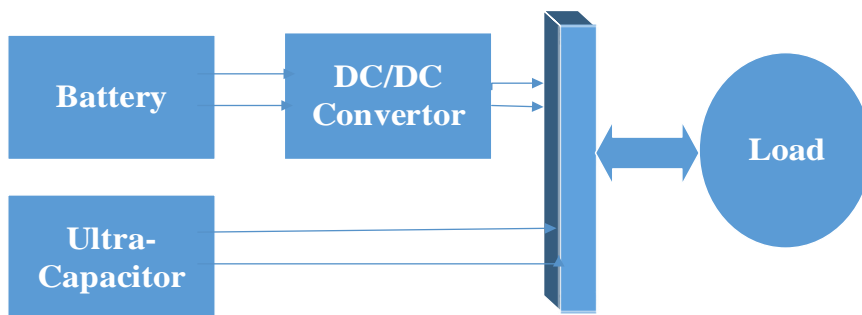 Battery
DC/DC
Convertor
Load
Ultra-
Capacitor